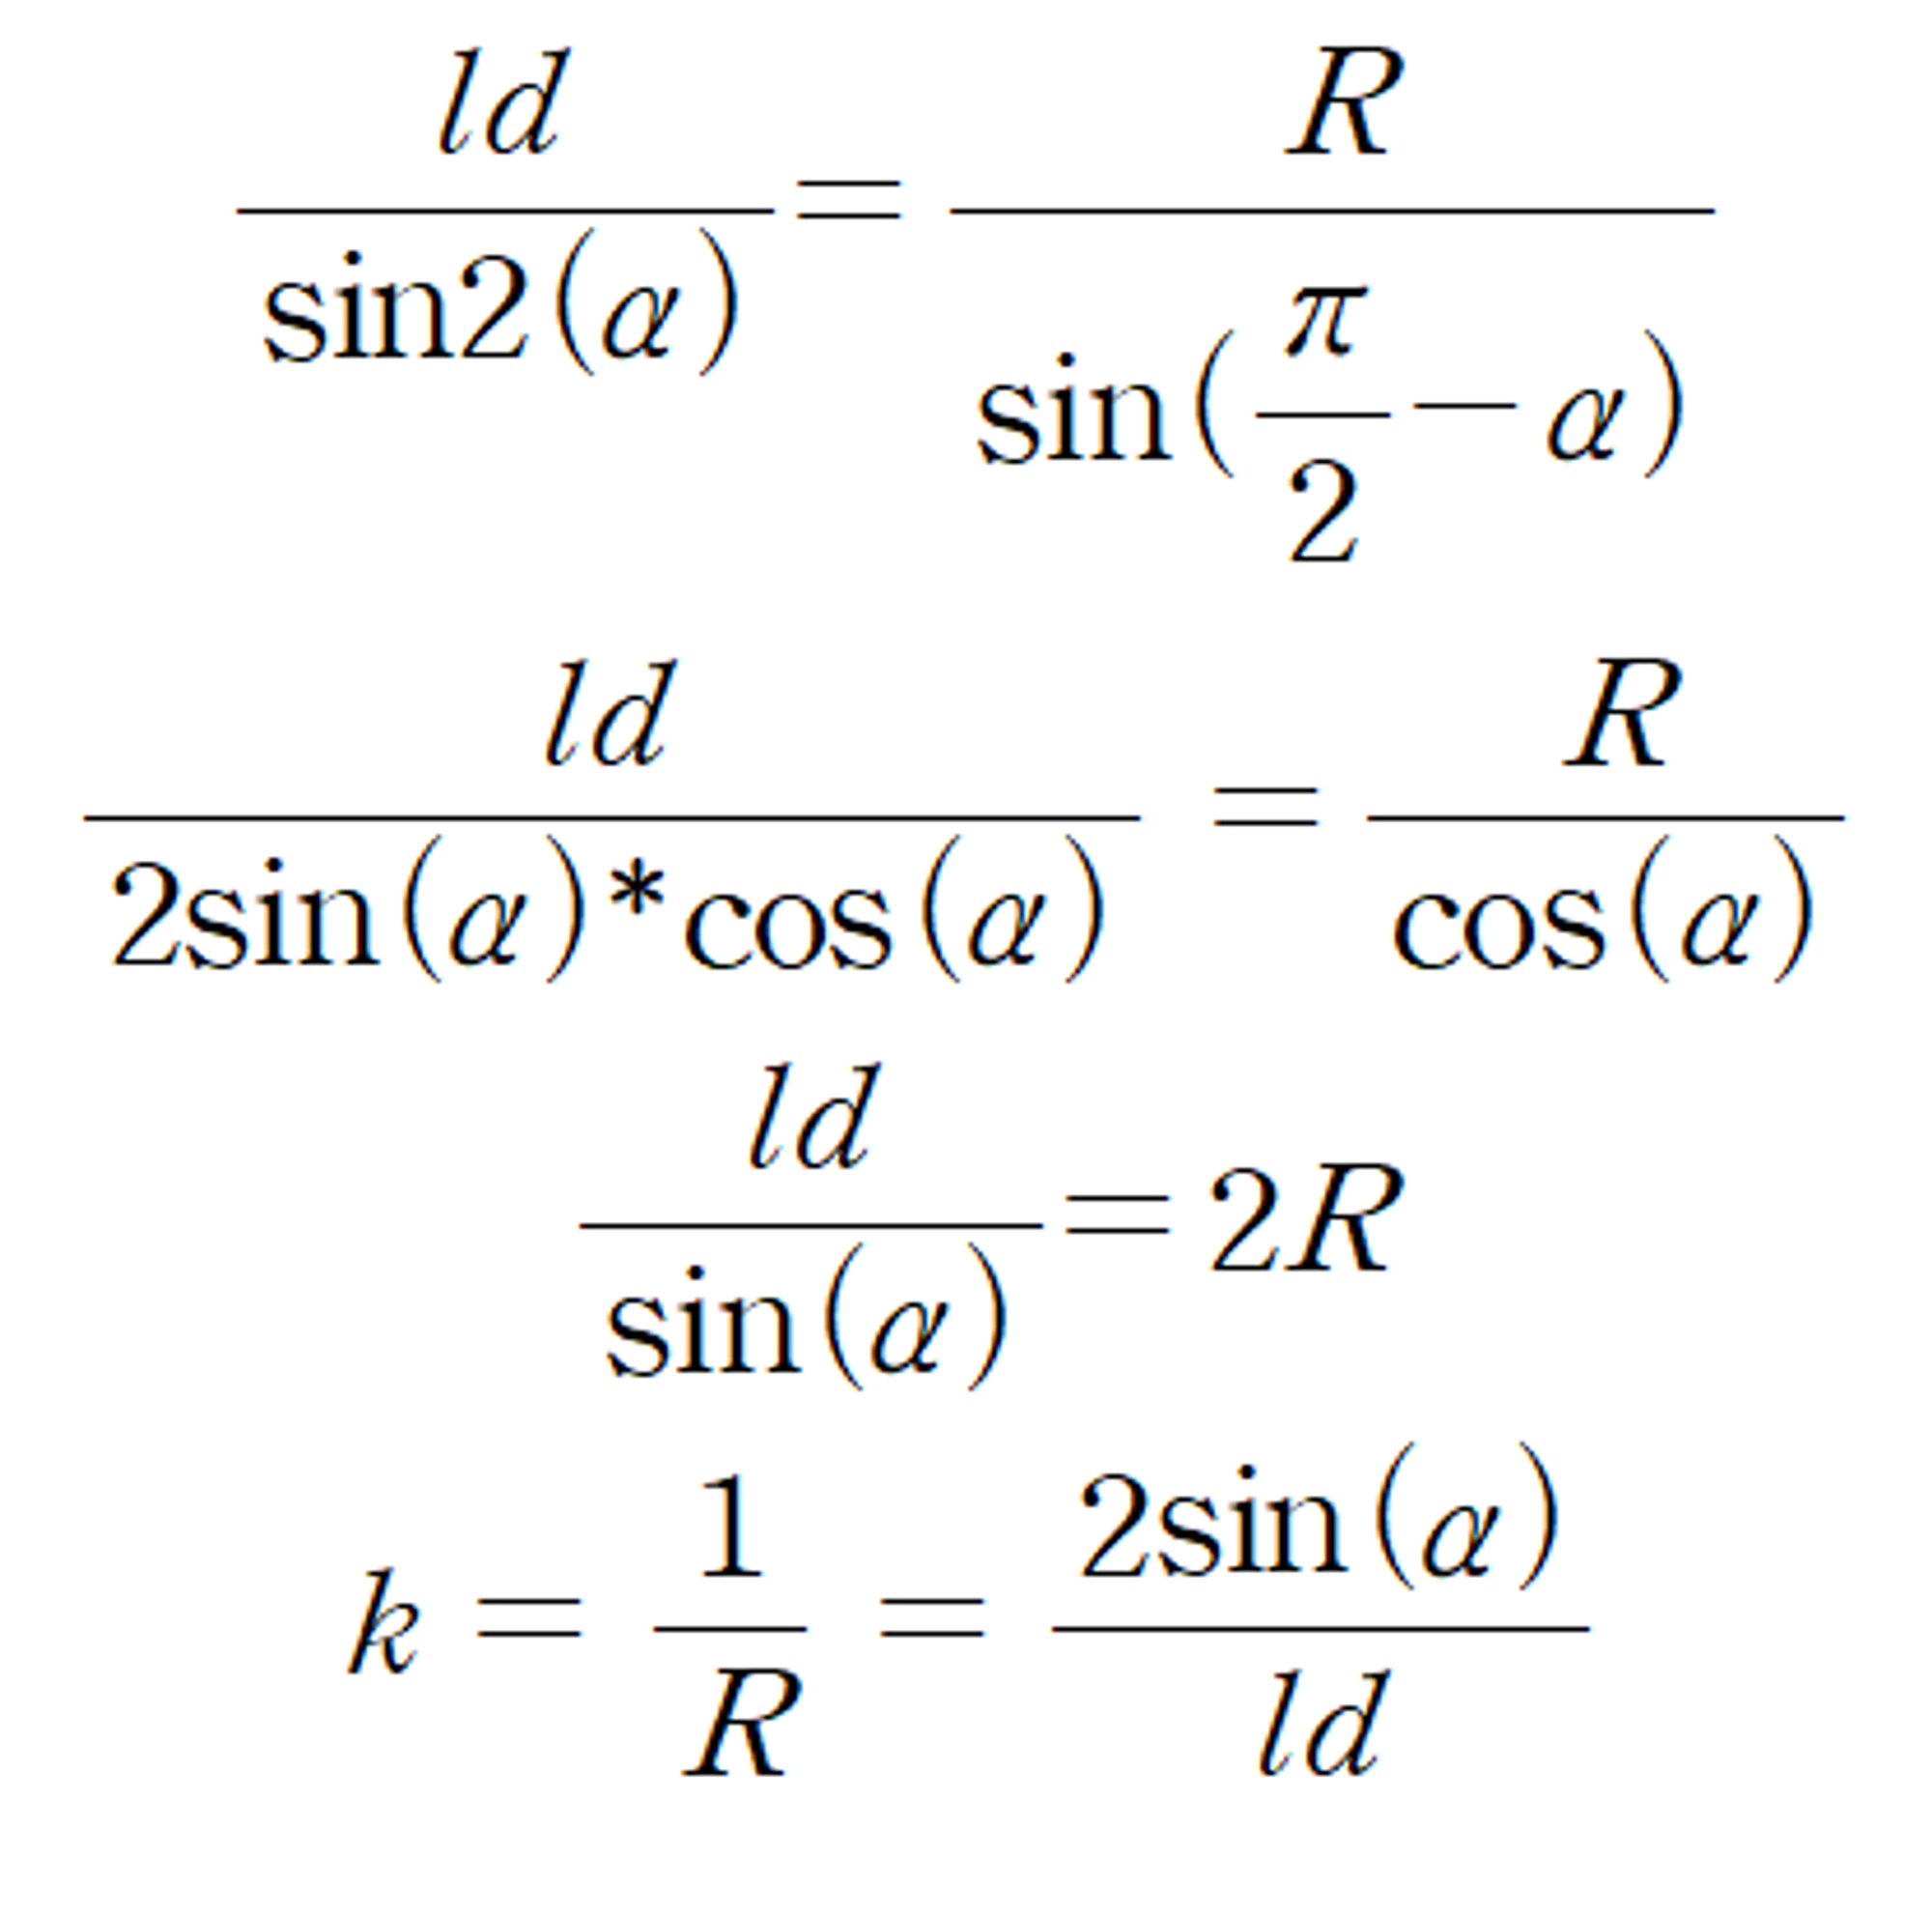 ld/sin2(α) = R/sin(π/2 − α)
ld/2sin(α)*cos(α) = R/cos(α)
ld/sin(α) = 2R
k = 1/R = 2sin(α)/ld